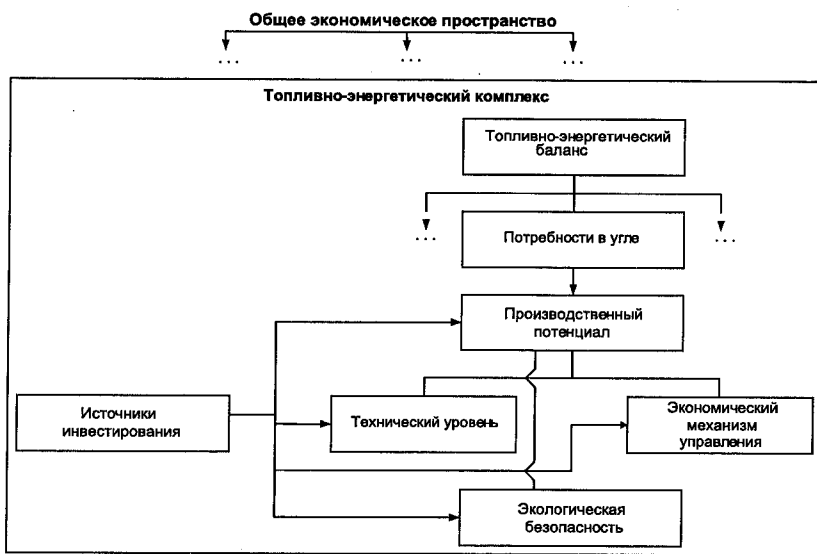 Общее экономическое пространство
... ... ...
Топливно-энергетический комплекс
Топливно-энергетический
баланс
... ...
Потребности в угле
Производственный
потенциал
Источники
инвестирования
Технический уровень
Экономический
механизм
управления
Экологическая
безопасность